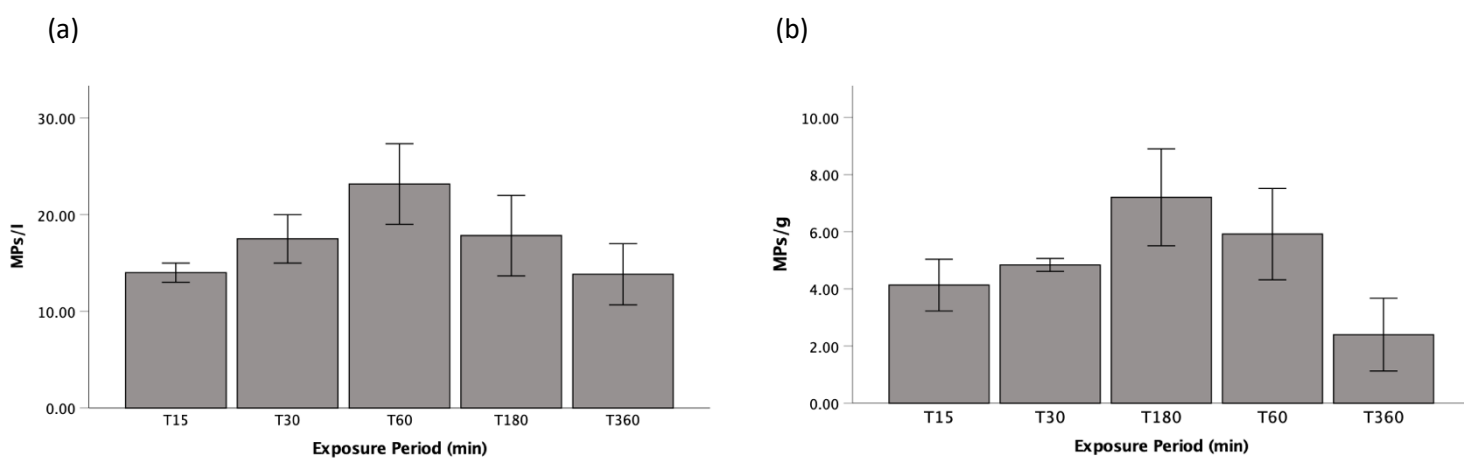 (a)
30.00
20.00
10.00
0.00
MPs/l
T15 T30 T60 T180 T360
Exposure Period (min)
(b)
10.00
8.00
6.00
4.00
2.00
0.00
MPs/g
T15 T30 T180 T60 T360
Exposure Period (min)